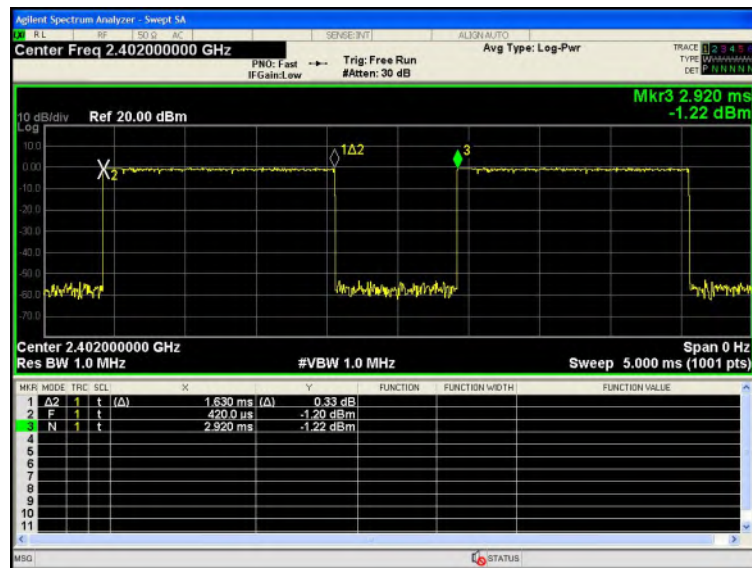 Agilent Spectrum Analyzer - Swept SA
RL RF 50 Ω AC SENSE:INT ALIGN AUTO
Center Freq 2.402000000 GHz
PNO: Fast
IFGain:Low
Trig: Free Run
#Atten: 30 dB
Avg Type: Log-Pwr
TRACE 1 2 3 4 5 6
TYPE
DET P N N N N N
Mkr3 2.920 ms
-1.22 dBm
10 dB/div Ref 20.00 dBm
Log
10.0
0.00
-10.0
-20.0
-30.0
-40.0
-50.0
-60.0
-70.0
2
1Δ2
3
Center 2.402000000 GHz Span 0 Hz
Res BW 1.0 MHz #VBW 1.0 MHz Sweep 5.000 ms (1001 pts)
MKR MODE TRC SCL X Y FUNCTION FUNCTION WIDTH FUNCTION VALUE
1 Δ2 1 t (Δ) 1.630 ms (Δ) 0.33 dB
2 F 1 t 420.0 µs -1.20 dBm
3 N 1 t 2.920 ms -1.22 dBm
4
5
6
7
8
9
10
11
MSG STATUS